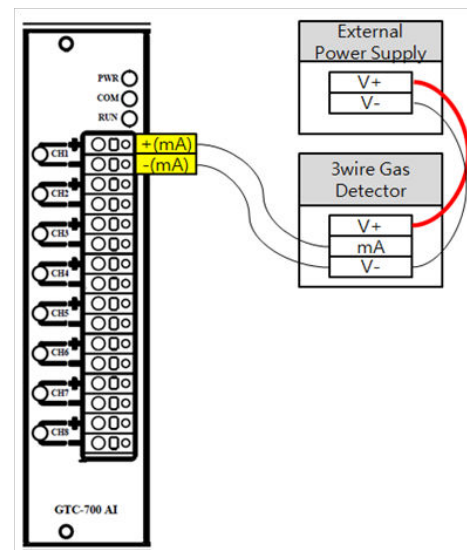 External
Power Supply
V+
V-
PWR
COM
RUN
+(mA)
-(mA)
CH1
CH2
CH3
CH4
CH5
CH6
CH7
CH8
3wire Gas
Detector
V+
mA
V-
GTC-700 AI